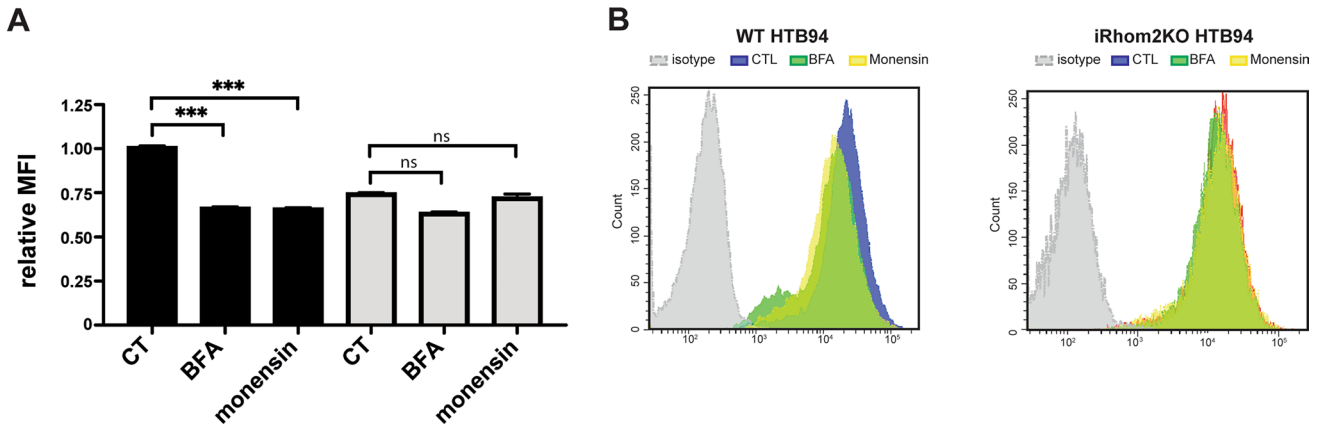 A
relative MFI
1.25
1.00
0.75
0.50
0.25
0
***
***
ns
ns
CT
BFA
monensin
CT
BFA
monensin
B
WT HTB94
isotype CTL BFA Monensin
Count
250
200
150
100
50
0
10²
10³
10⁴
10⁵
iRhom2KO HTB94
isotype CTL BFA Monensin
Count
250
200
150
100
50
0
10²
10³
10⁴
10⁵